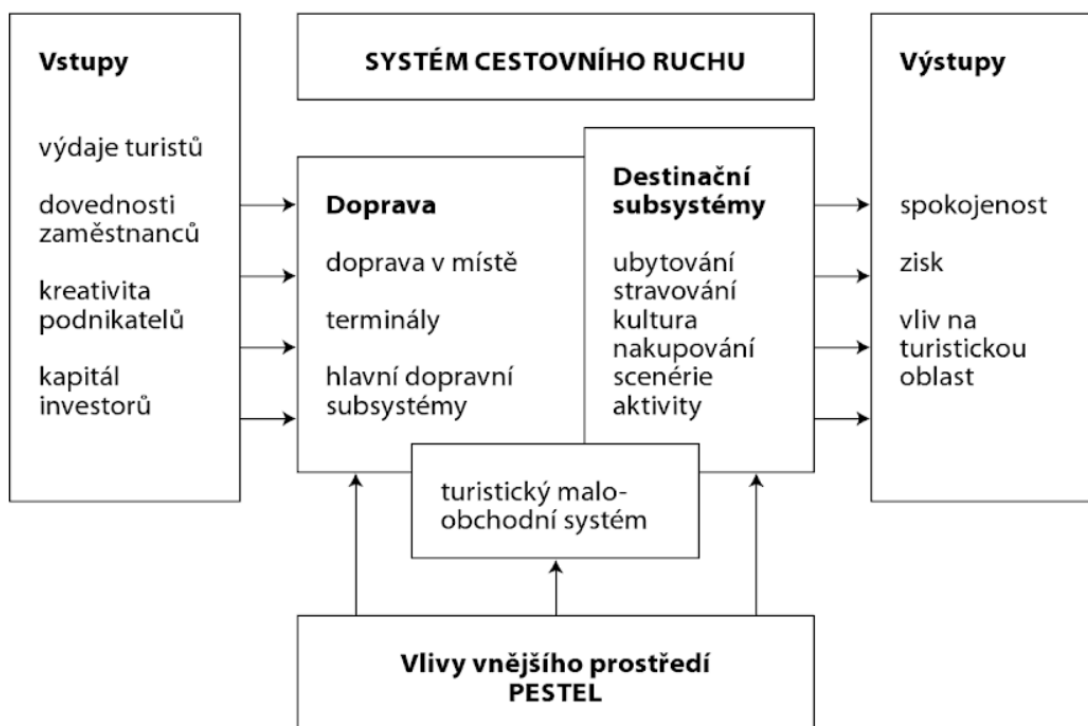 Vstupy
výdaje turistů
dovednosti
zaměstnanců
kreativita
podnikatelů
kapitál
investorů
SYSTÉM CESTOVNÍHO RUCHU
Doprava
doprava v místě
terminály
hlavní dopravní
subsystémy
Destinační
subsystémy
ubytování
stravování
kultura
nakupování
scenérie
aktivity
turistický malo-
obchodní systém
Výstupy
spokojenost
zisk
vliv na
turistickou
oblast
Vlivy vnějšího prostředí
PESTEL